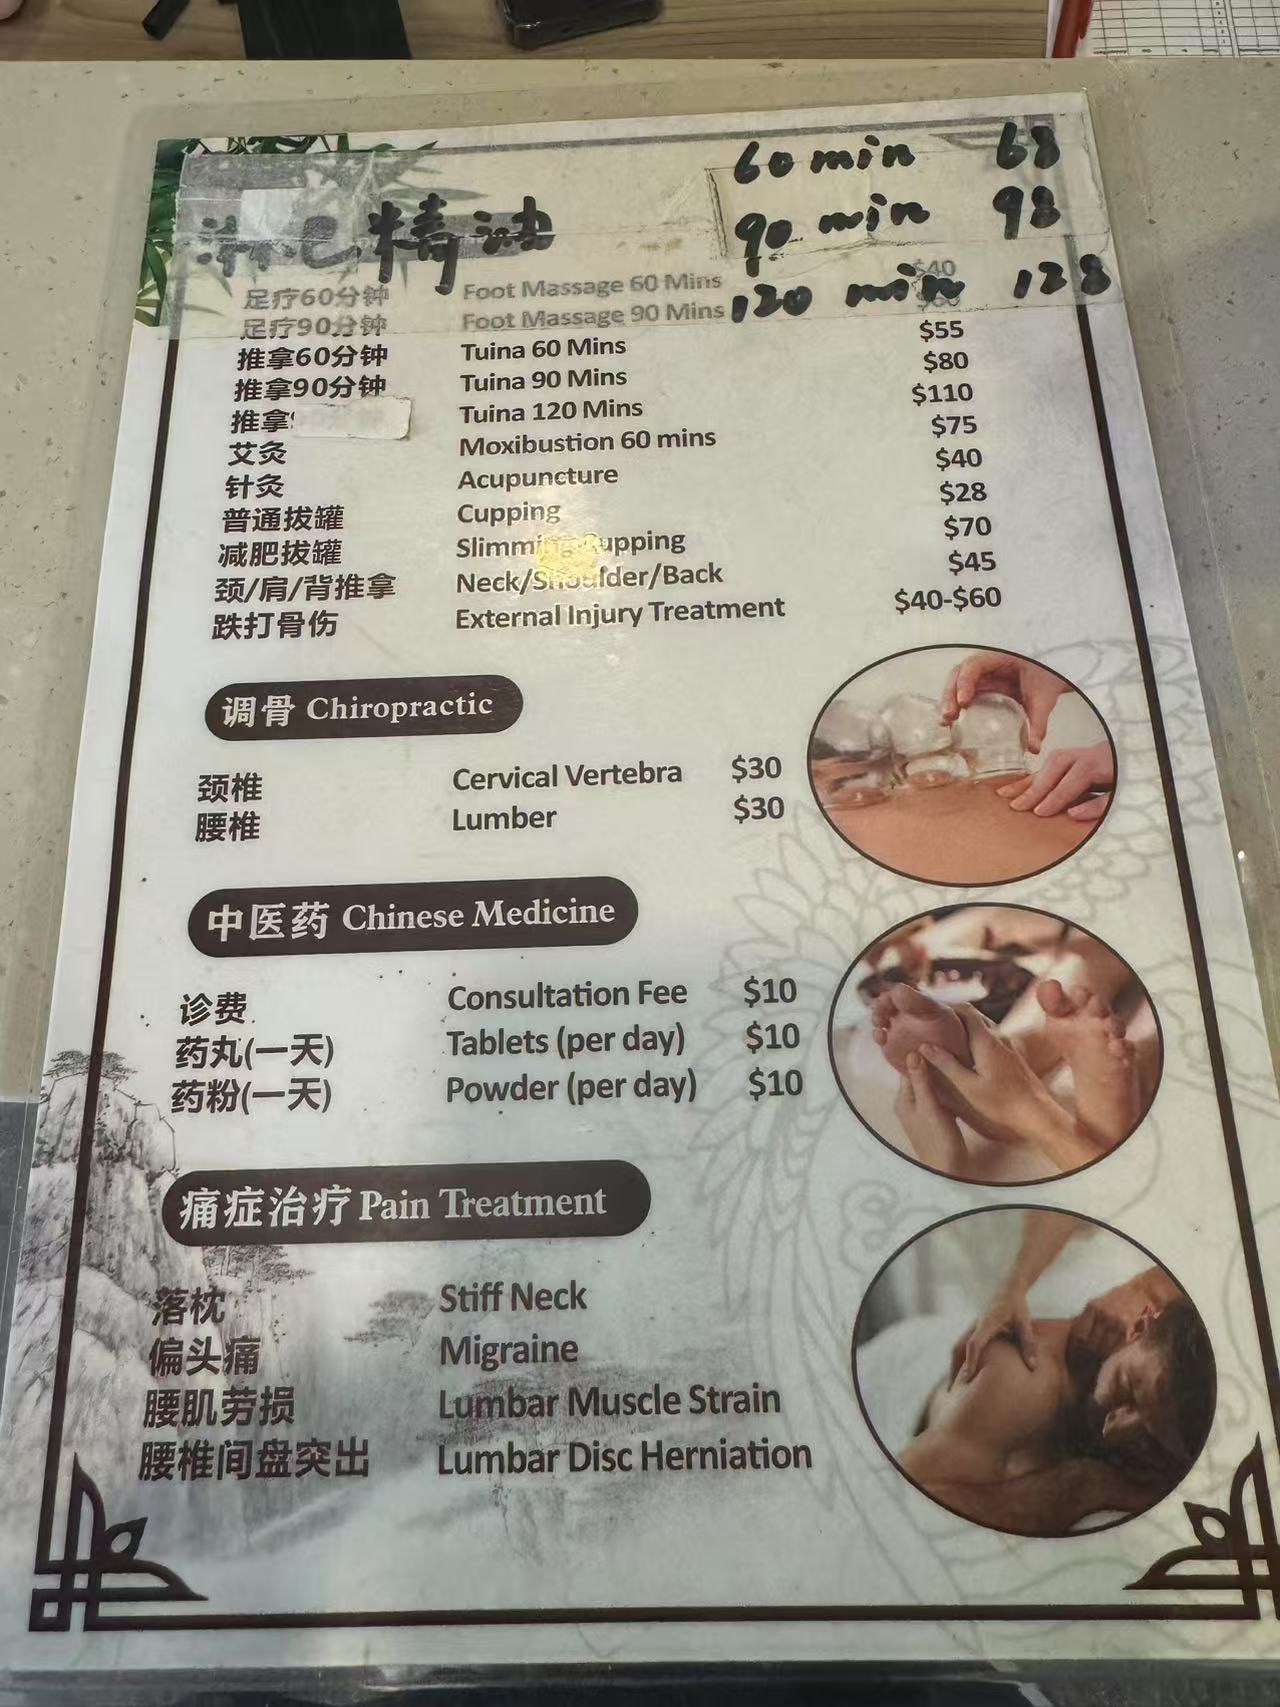 60 min 68
精油 90 min 98
120 min 128
足疗60分钟 Foot Massage 60 Mins $40
足疗90分钟 Foot Massage 90 Mins
推拿60分钟 Tuina 60 Mins $55
推拿90分钟 Tuina 90 Mins $80
推拿 Tuina 120 Mins $110
艾灸 Moxibustion 60 mins $75
针灸 Acupuncture $40
普通拔罐 Cupping $28
减肥拔罐 Slimming Cupping $70
颈/肩/背推拿 Neck/Shoulder/Back $45
跌打骨伤 External Injury Treatment $40-$60
调骨 Chiropractic
颈椎 Cervical Vertebra $30
腰椎 Lumber $30
中医药 Chinese Medicine
诊费 Consultation Fee $10
药丸(一天) Tablets (per day) $10
药粉(一天) Powder (per day) $10
痛症治疗 Pain Treatment
落枕 Stiff Neck
偏头痛 Migraine
腰肌劳损 Lumbar Muscle Strain
腰椎间盘突出 Lumbar Disc Herniation